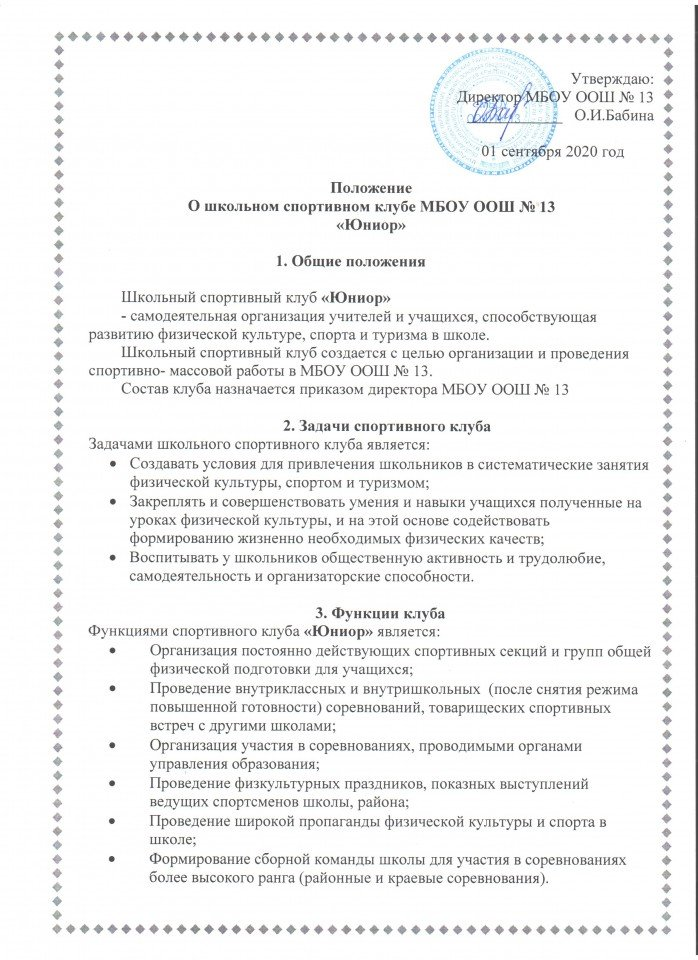 Утверждаю:
Директор МБОУ ООШ № 13
О.И.Бабина
01 сентября 2020 год
Положение
О школьном спортивном клубе МБОУ ООШ № 13
«Юниор»
1. Общие положения
Школьный спортивный клуб «Юниор»
- самодеятельная организация учителей и учащихся, способствующая
развитию физической культуре, спорта и туризма в школе.
Школьный спортивный клуб создается с целью организации и проведения
спортивно- массовой работы в МБОУ ООШ № 13.
Состав клуба назначается приказом директора МБОУ ООШ № 13
2. Задачи спортивного клуба
Задачами школьного спортивного клуба является:
• Создавать условия для привлечения школьников в систематические занятия
физической культуры, спортом и туризмом;
• Закреплять и совершенствовать умения и навыки учащихся полученные на
уроках физической культуры, и на этой основе содействовать
формированию жизненно необходимых физических качеств;
• Воспитывать у школьников общественную активность и трудолюбие,
самодеятельность и организаторские способности.
3. Функции клуба
Функциями спортивного клуба «Юниор» является:
• Организация постоянно действующих спортивных секций и групп общей
физической подготовки для учащихся;
• Проведение внутриклассных и внутришкольных (после снятия режима
повышенной готовности) соревнований, товарищеских спортивных
встреч с другими школами;
• Организация участия в соревнованиях, проводимыми органами
управления образования;
• Проведение физкультурных праздников, показных выступлений
ведущих спортсменов школы, района;
• Проведение широкой пропаганды физической культуры и спорта в
школе;
• Формирование сборной команды школы для участия в соревнованиях
более высокого ранга (районные и краевые соревнования).